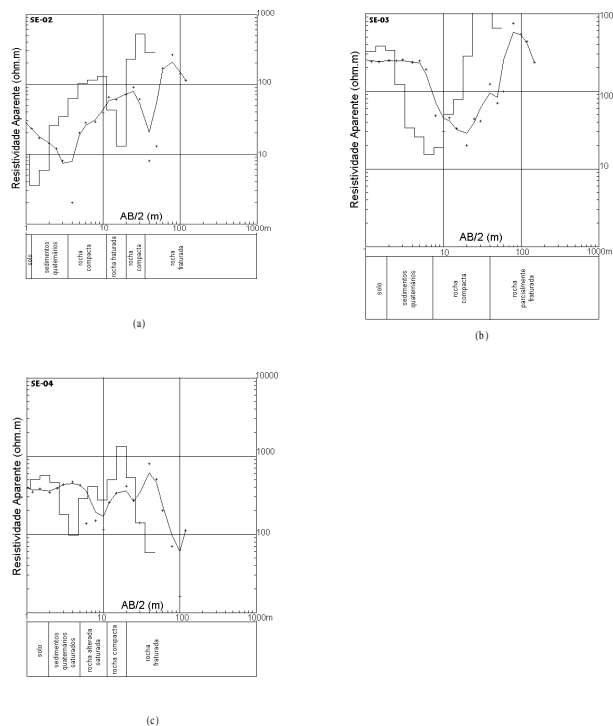 SE-02
Resistividade Aparente (ohm.m)
1000
100
10
AB/2 (m)
1
10
100
1000m
solo
sedimentos
quaternários
rocha
compacta
rocha fraturada
rocha
compacta
rocha
fraturada
(a)
SE-03
Resistividade Aparente (ohm.m)
100
10
AB/2 (m)
10
100
1000m
solo
sedimentos
quaternários
rocha
compacta
rocha
parcialmente
fraturada
(b)
SE-04
Resistividade Aparente (ohm.m)
10000
1000
100
AB/2 (m)
1
10
100
1000m
solo
sedimentos
quaternários
saturados
rocha alterada
saturada
rocha compacta
rocha
fraturada
(c)